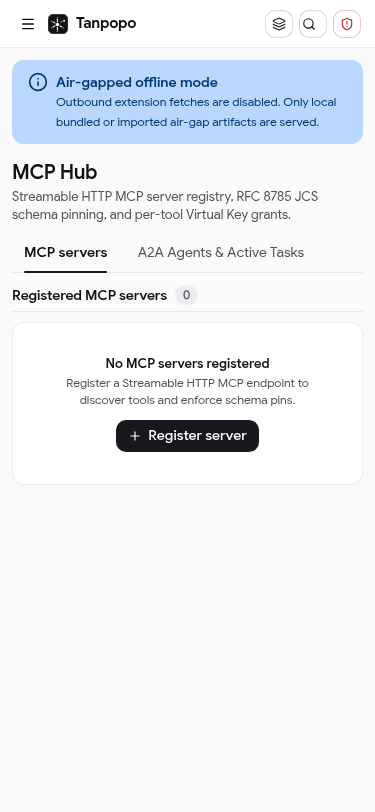 Tanpopo
Air-gapped offline mode
Outbound extension fetches are disabled. Only local
bundled or imported air-gap artifacts are served.
MCP Hub
Streamable HTTP MCP server registry, RFC 8785 JCS
schema pinning, and per-tool Virtual Key grants.
MCP servers
A2A Agents & Active Tasks
Registered MCP servers 0
No MCP servers registered
Register a Streamable HTTP MCP endpoint to
discover tools and enforce schema pins.
Register server